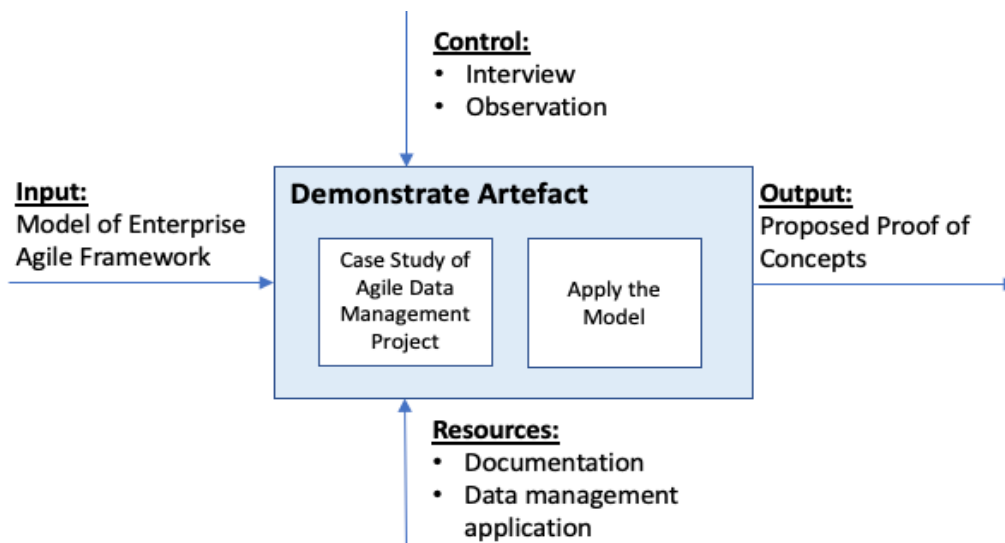 Control:
• Interview
• Observation
Input:
Model of Enterprise
Agile Framework
Demonstrate Artefact
Case Study of
Agile Data
Management
Project
Apply the
Model
Output:
Proposed Proof of
Concepts
Resources:
• Documentation
• Data management
application